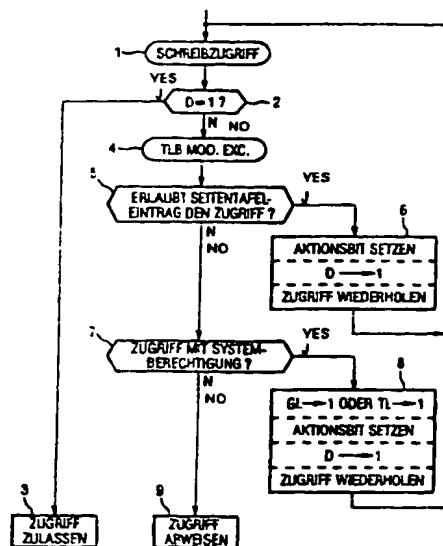 1 SCHREIBZUGRIFF
YES
D=1? 2
N NO
4 TLB MOD. EXC.
5 YES
ERLAUBT SEITENTAFEL-
EINTRAG DEN ZUGRIFF?
N
NO
6
AKTIONSBIT SETZEN
D → 1
ZUGRIFF WIEDERHOLEN
7 YES
ZUGRIFF MIT SYSTEM-
BERECHTIGUNG?
N
NO
8
GL→1 ODER TL→1
AKTIONSBIT SETZEN
D → 1
ZUGRIFF WIEDERHOLEN
3
ZUGRIFF
ZULASSEN
9
ZUGRIFF
ABWEISEN